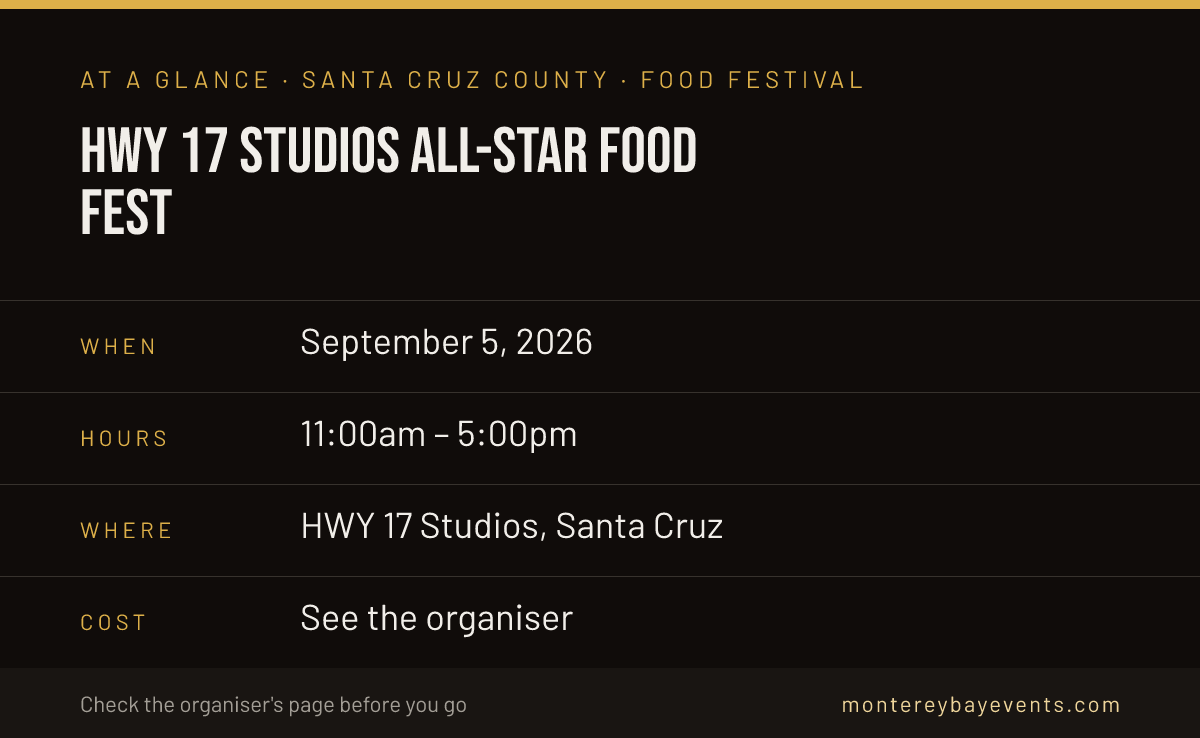 AT A GLANCE · SANTA CRUZ COUNTY · FOOD FESTIVAL
HWY 17 STUDIOS ALL-STAR FOOD
FEST
WHEN September 5, 2026
HOURS 11:00am – 5:00pm
WHERE HWY 17 Studios, Santa Cruz
COST See the organiser
Check the organiser's page before you go montereybayevents.com